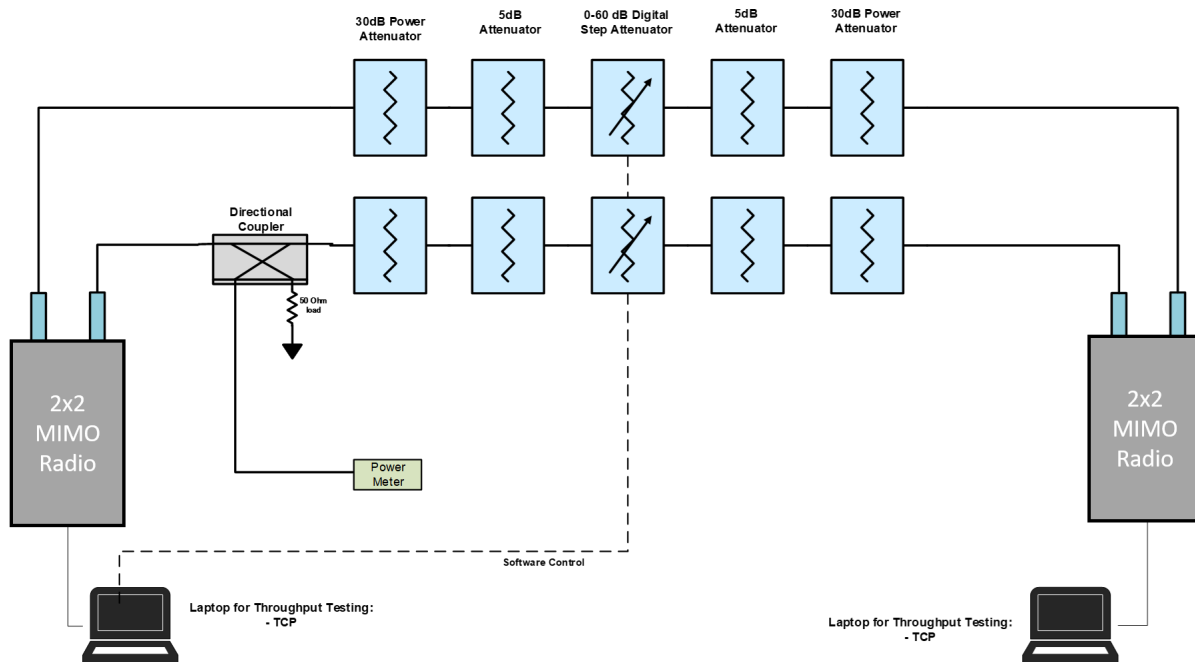 30dB Power
Attenuator
5dB
Attenuator
0-60 dB Digital
Step Attenuator
5dB
Attenuator
30dB Power
Attenuator
Directional
Coupler
50 Ohm
load
2x2
MIMO
Radio
2x2
MIMO
Radio
Power
Meter
Software Control
Laptop for Throughput Testing:
- TCP
Laptop for Throughput Testing:
- TCP